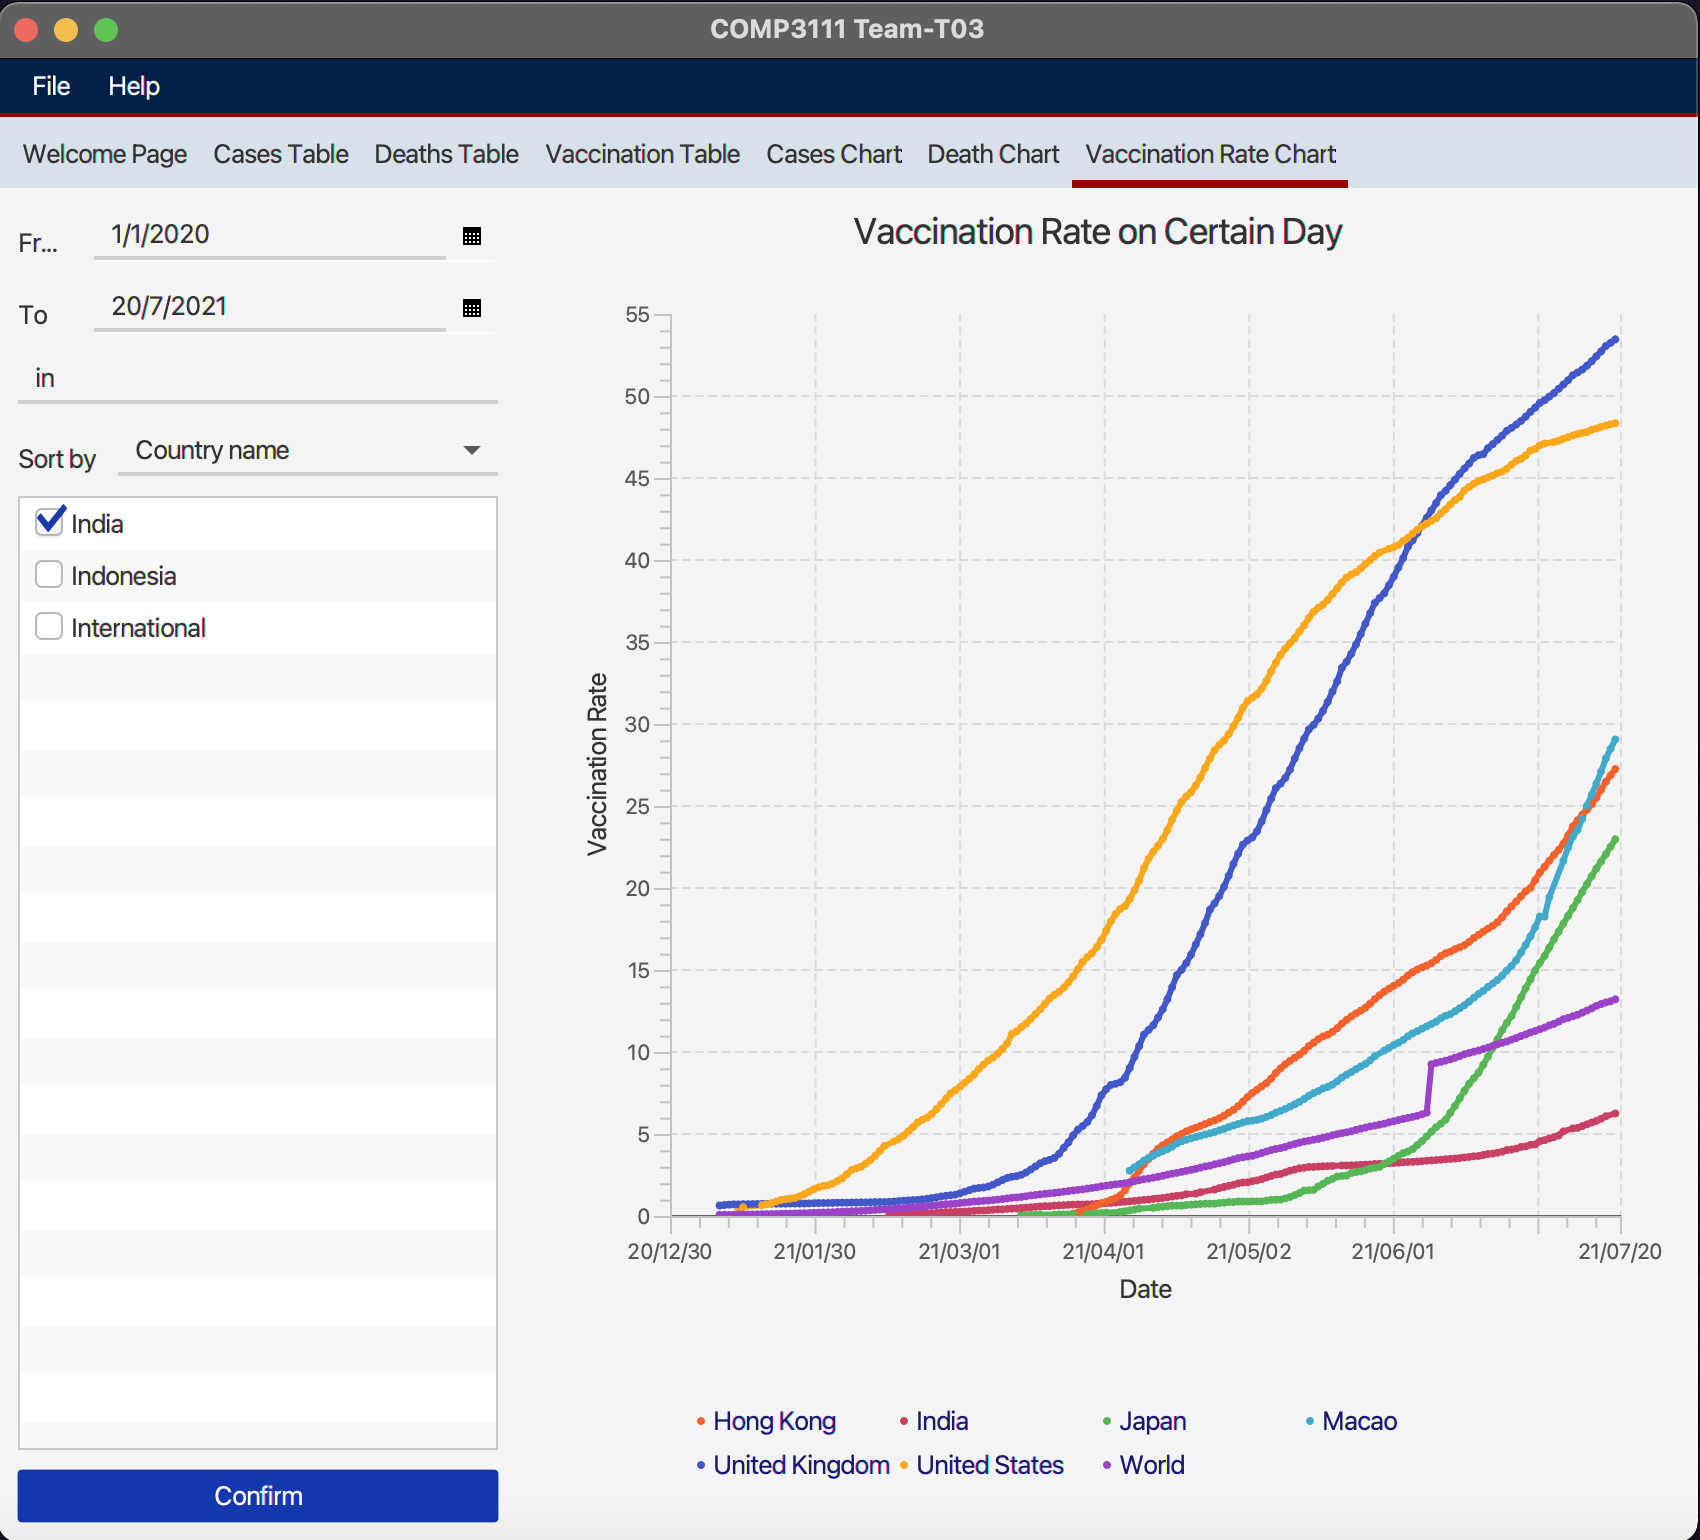 COMP3111 Team-T03
File Help
Welcome Page Cases Table Deaths Table Vaccination Table Cases Chart Death Chart Vaccination Rate Chart
Fr... 1/1/2020
To 20/7/2021
in
Sort by Country name
India
Indonesia
International
Confirm
Vaccination Rate on Certain Day
55
50
45
40
35
30
25
20
15
10
5
0
Vaccination Rate
20/12/30 21/01/30 21/03/01 21/04/01 21/05/02 21/06/01 21/07/20
Date
Hong Kong India Japan Macao
United Kingdom United States World